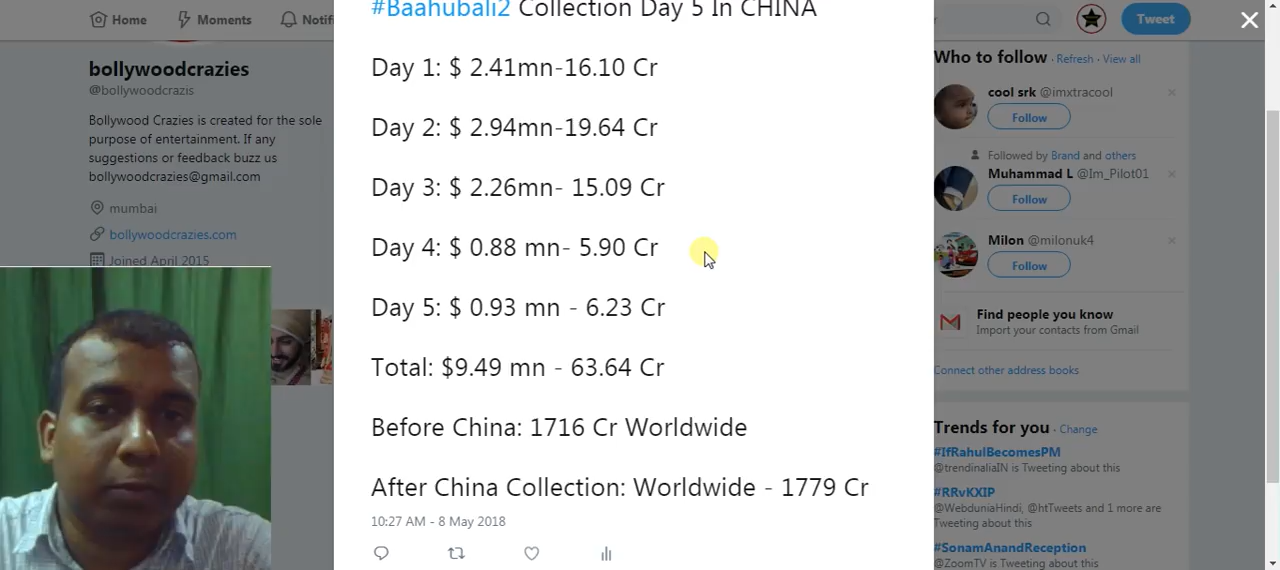 Home
Moments
Notifi
r
Tweet
bollywoodcrazies
@bollywoodcrazis
Bollywood Crazies is created for the sole
purpose of entertainment. If any
suggestions or feedback buzz us
bollywoodcrazies@gmail.com
mumbai
bollywoodcrazies.com
Joined April 2015
#Baahubali2 Collection Day 5 In CHINA
Day 1: $ 2.41mn-16.10 Cr
Day 2: $ 2.94mn-19.64 Cr
Day 3: $ 2.26mn- 15.09 Cr
Day 4: $ 0.88 mn- 5.90 Cr
Day 5: $ 0.93 mn - 6.23 Cr
Total: $9.49 mn - 63.64 Cr
Before China: 1716 Cr Worldwide
After China Collection: Worldwide - 1779 Cr
10:27 AM - 8 May 2018
Who to follow · Refresh · View all
cool srk @imxtracool
Follow
Followed by Brand and others
Muhammad L @Im_Pilot01
Follow
Milon @milonuk4
Follow
Find people you know
Import your contacts from Gmail
Connect other address books
Trends for you · Change
#IfRahulBecomesPM
@trendinaliaIN is Tweeting about this
#RRvKXIP
@WebduniaHindi, @htTweets and 1 more are
Tweeting about this
#SonamAnandReception
@ZoomTV is Tweeting about this